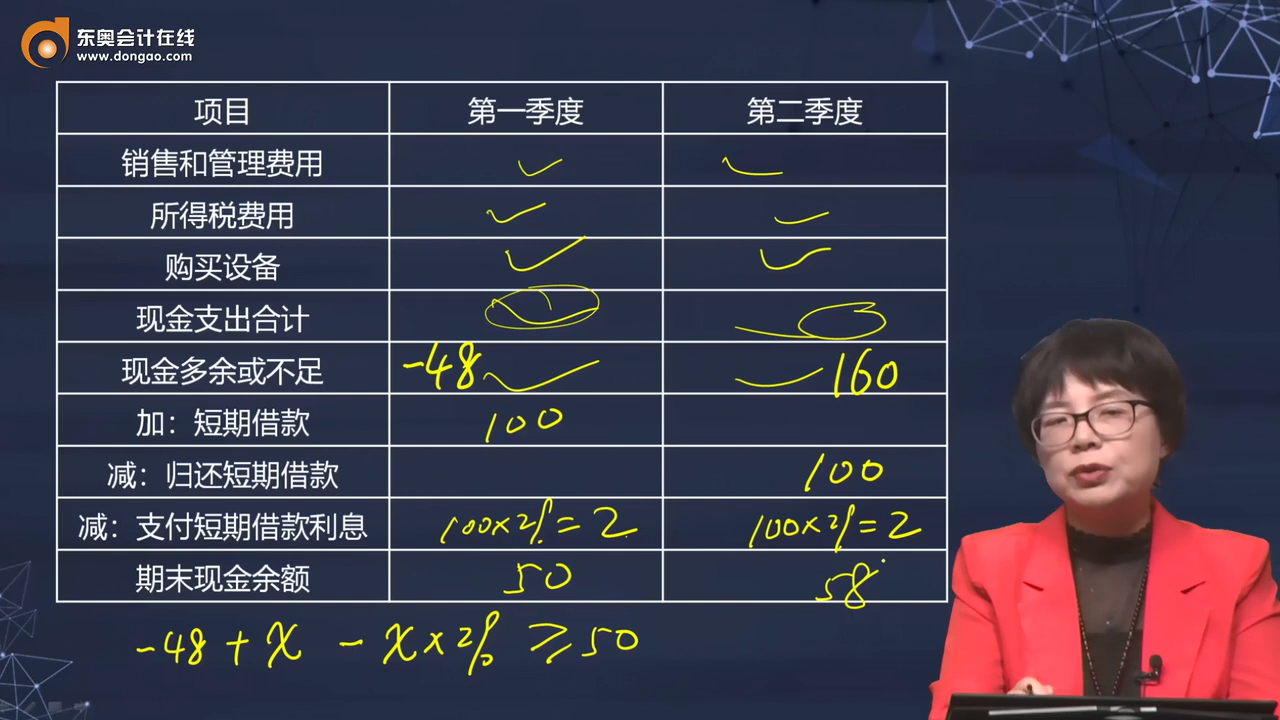 东奥会计在线
www.dongao.com
项目 第一季度 第二季度
销售和管理费用
所得税费用
购买设备
现金支出合计
现金多余或不足 -48 160
加：短期借款 100
减：归还短期借款 100
减：支付短期借款利息 100×2%=2 100×2%=2
期末现金余额 50 58
-48+x-x×2%≥50